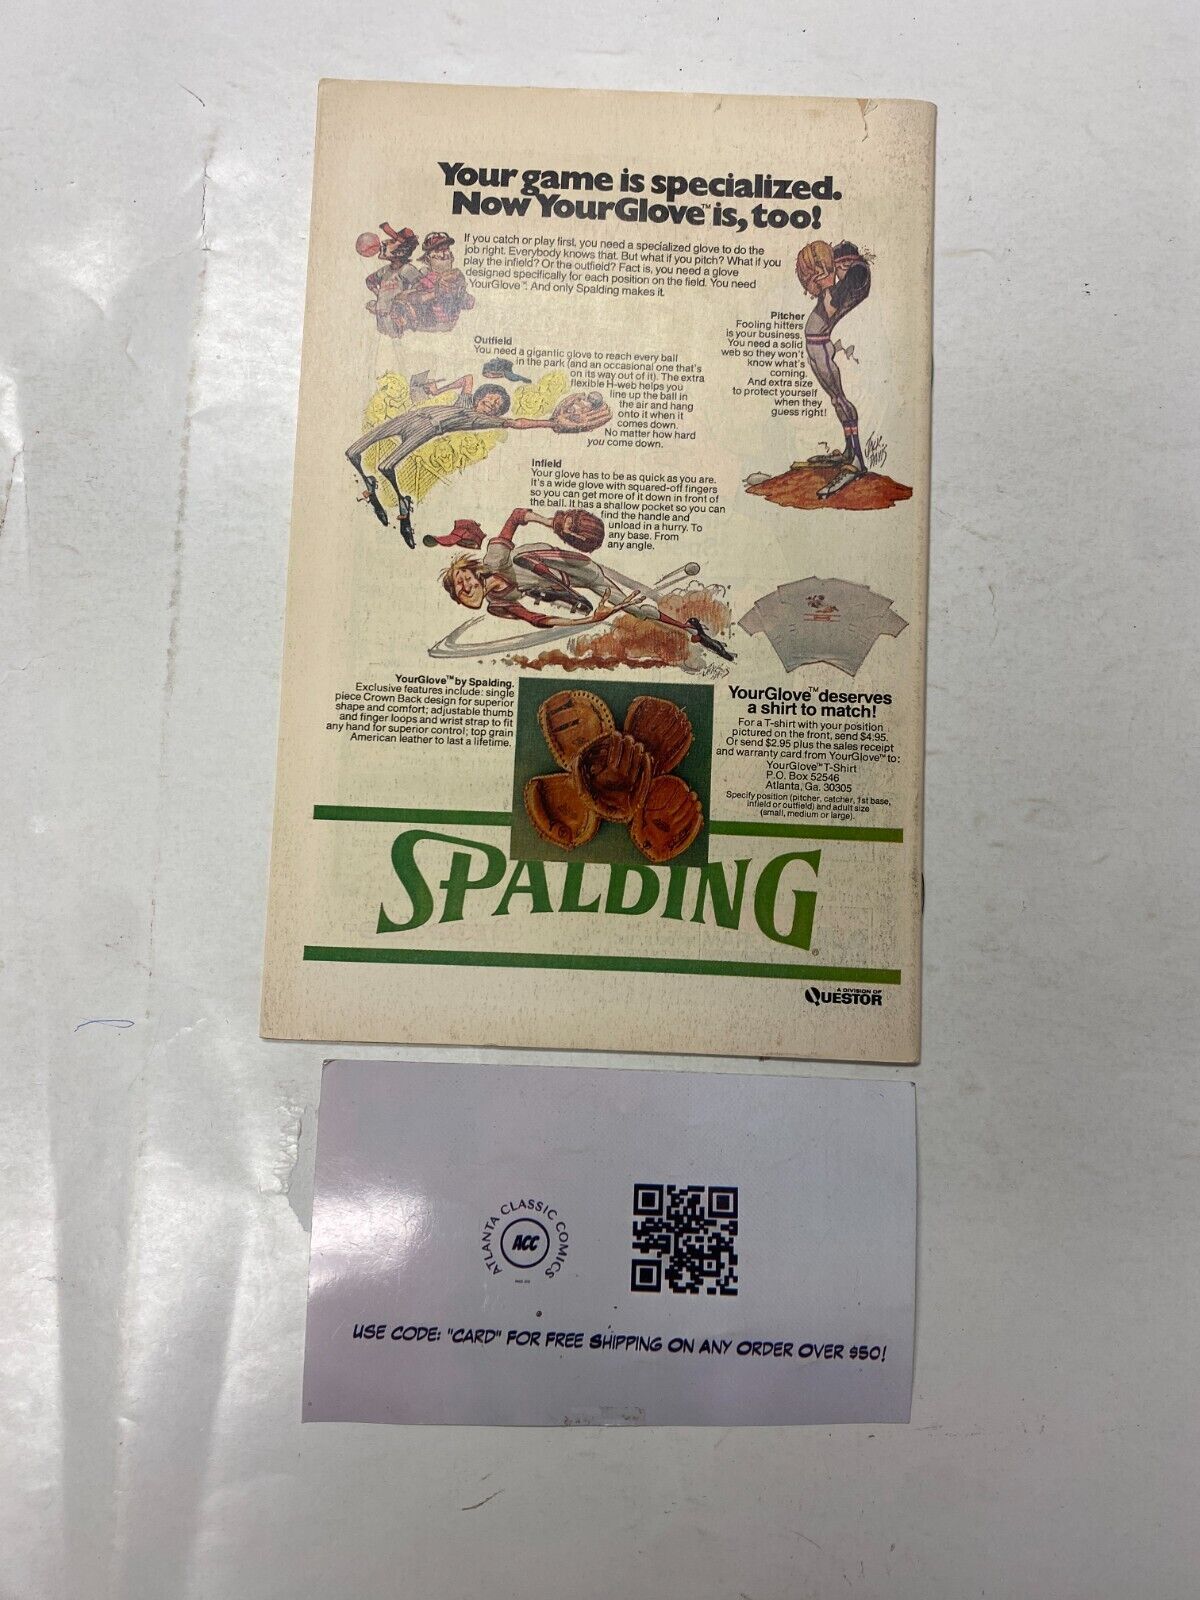 Your game is specialized.
Now YourGlove™ is, too!
If you catch or play first, you need a specialized glove to do the
job right. Everybody knows that. But what if you pitch? What if you
play the infield? Or the outfield? Fact is, you need a glove
designed specifically for each position on the field. You need
YourGlove™. And only Spalding makes it.
Pitcher
Fooling hitters
is your business.
You need a solid
web so they won't
know what's
coming.
And extra size
to protect yourself
when they
guess right!
JACK DAVIS
Outfield
You need a gigantic glove to reach every ball
in the park (and an occasional one that's
on its way out of it). The extra
flexible H-web helps you
line up the ball in
the air and hang
onto it when it
comes down.
No matter how hard
you come down.
Infield
Your glove has to be as quick as you are.
It's a wide glove with squared-off fingers
so you can get more of it down in front of
the ball. It has a shallow pocket so you can
find the handle and
unload in a hurry. To
any base. From
any angle.
YourGlove™ by Spalding.
Exclusive features include: single
piece Crown Back design for superior
shape and comfort; adjustable thumb
and finger loops and wrist strap to fit
any hand for superior control; top grain
American leather to last a lifetime.
YourGlove™ deserves
a shirt to match!
For a T-shirt with your position
pictured on the front, send $4.95.
Or send $2.95 plus the sales receipt
and warranty card from YourGlove™ to:
YourGlove™ T-Shirt
P.O. Box 52546
Atlanta, Ga. 30305
Specify position (pitcher, catcher, 1st base,
infield or outfield) and adult size
(small, medium or large).
SPALDING®
A DIVISION OF
QUESTOR
ATLANTA CLASSIC COMICS
ACC
USE CODE: "CARD" FOR FREE SHIPPING ON ANY ORDER OVER $50!